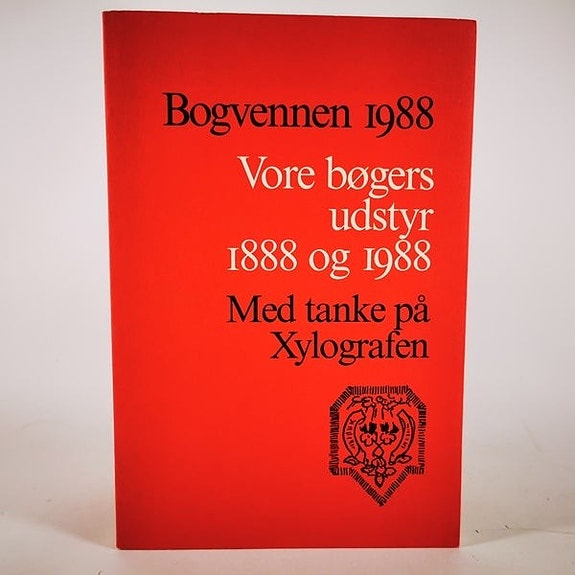 Bogvennen 1988
Vore bøgers
udstyr
1888 og 1988
Med tanke på
Xylografen